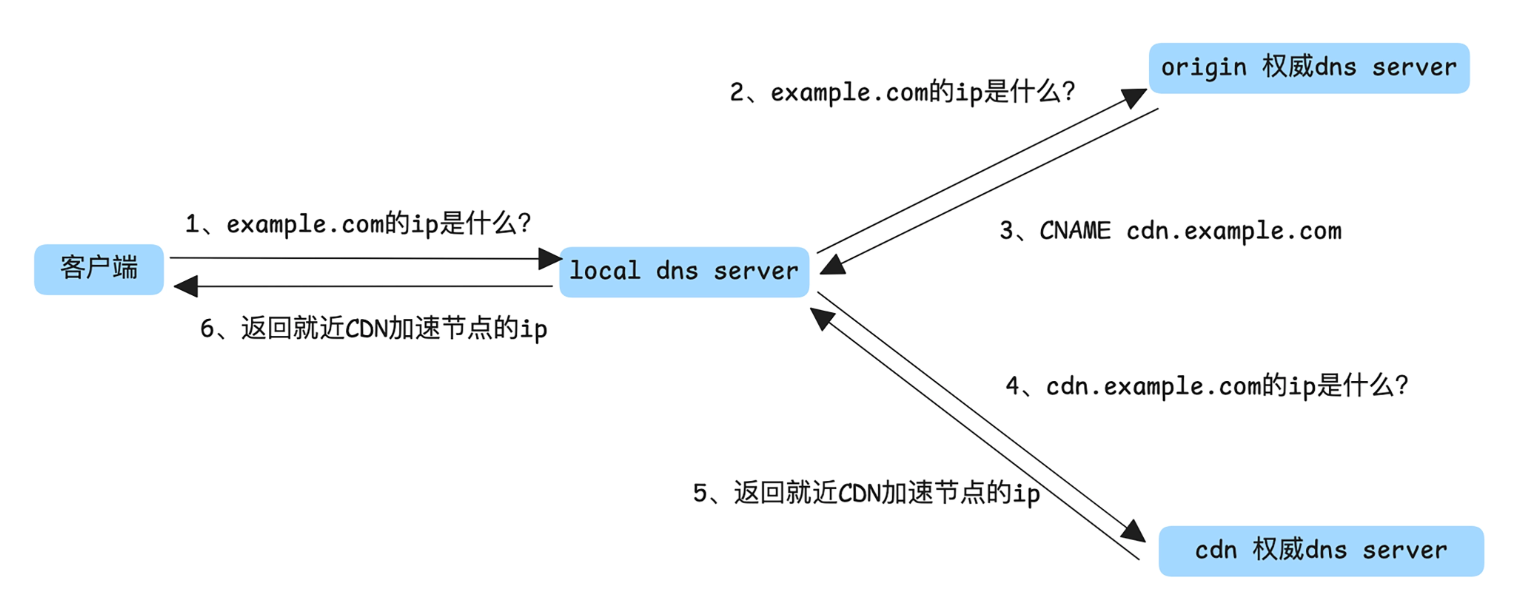 origin 权威dns server
2、example.com的ip是什么?
1、example.com的ip是什么?
3、CNAME cdn.example.com
客户端
local dns server
6、返回就近CDN加速节点的ip
4、cdn.example.com的ip是什么?
5、返回就近CDN加速节点的ip
cdn 权威dns server